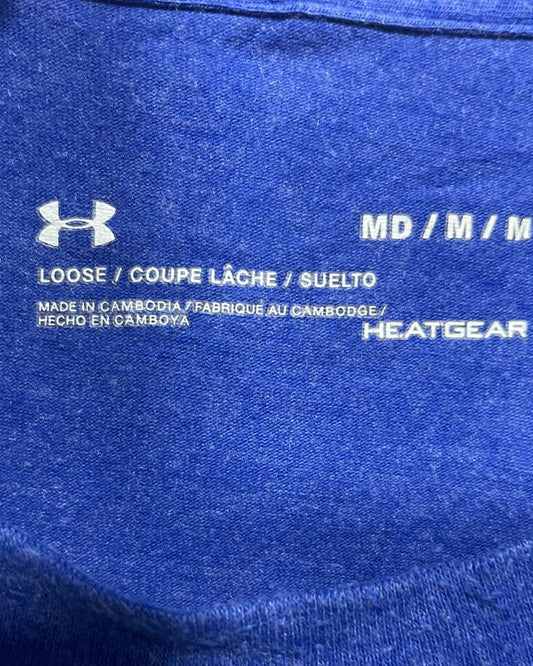 MD / M / M
LOOSE / COUPE LÂCHE / SUELTO
MADE IN CAMBODIA / FABRIQUÉ AU CAMBODGE /
HECHO EN CAMBOYA
HEATGEAR